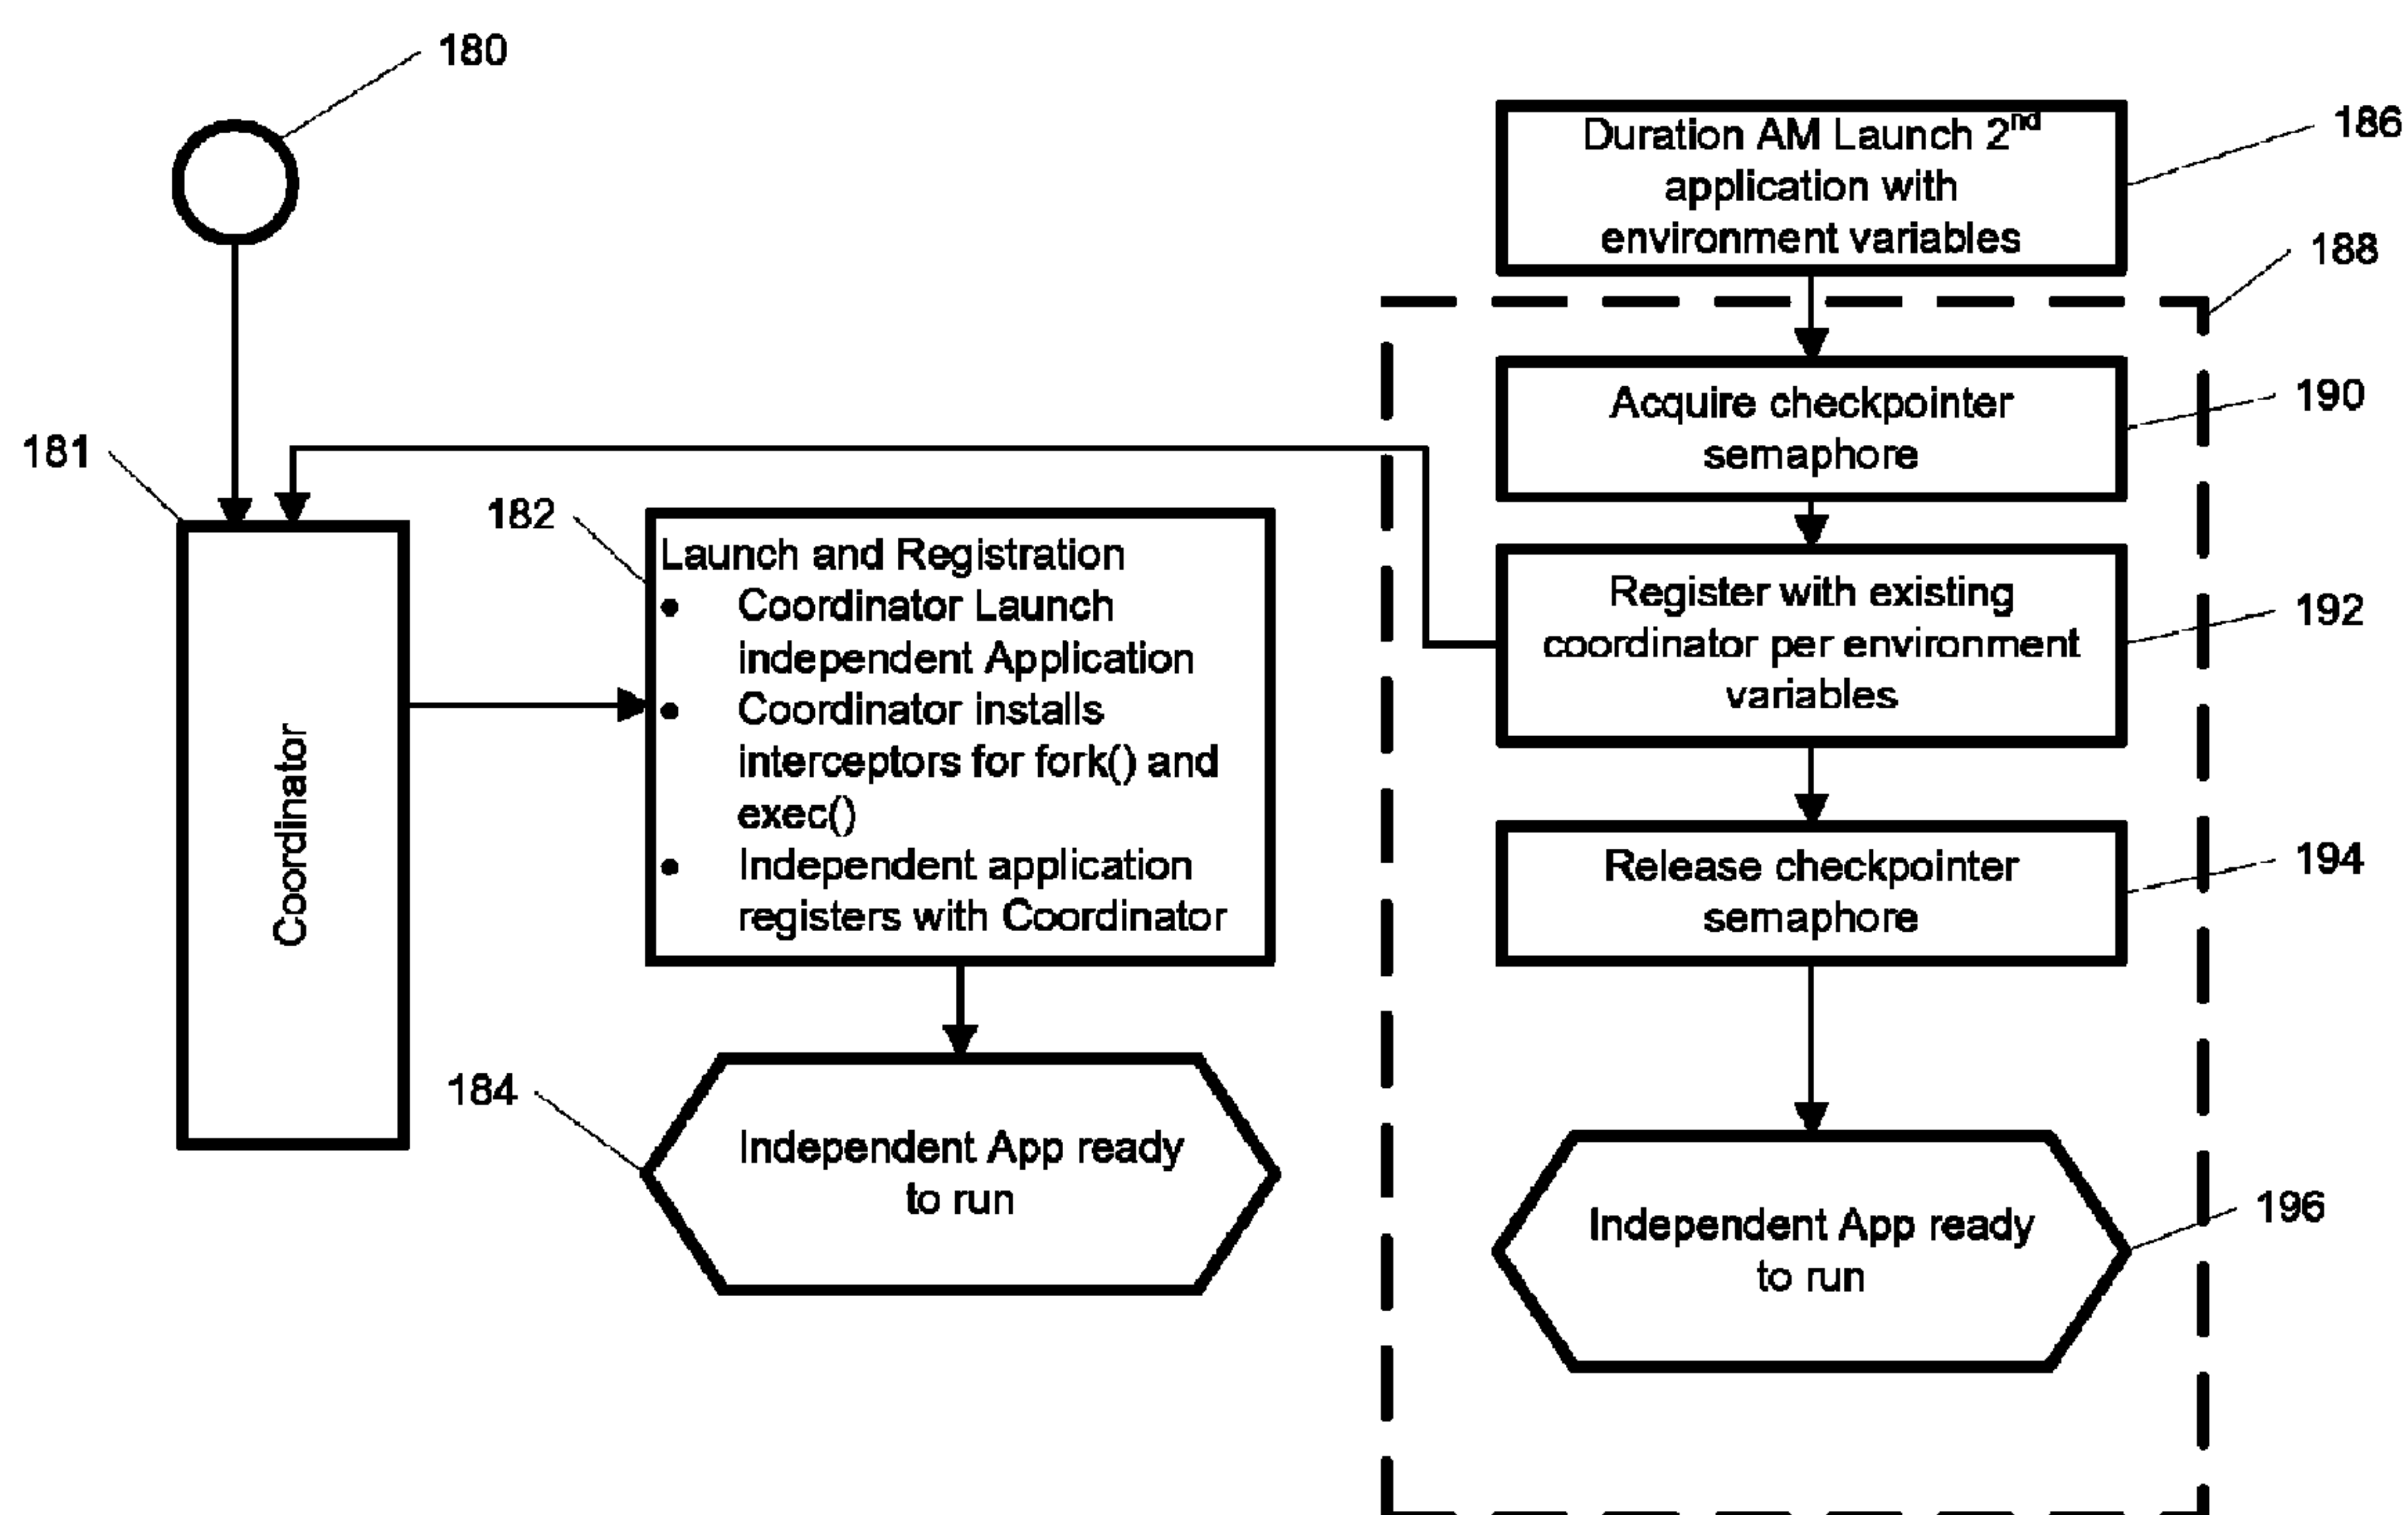 180
181
Coordinator
182
Launch and Registration
• Coordinator Launch
independent Application
• Coordinator installs
interceptors for fork() and
exec()
• Independent application
registers with Coordinator
184
Independent App ready
to run
Duration AM Launch 2nd
application with
environment variables
186
188
Acquire checkpointer
semaphore
190
Register with existing
coordinator per environment
variables
192
Release checkpointer
semaphore
194
Independent App ready
to run
196